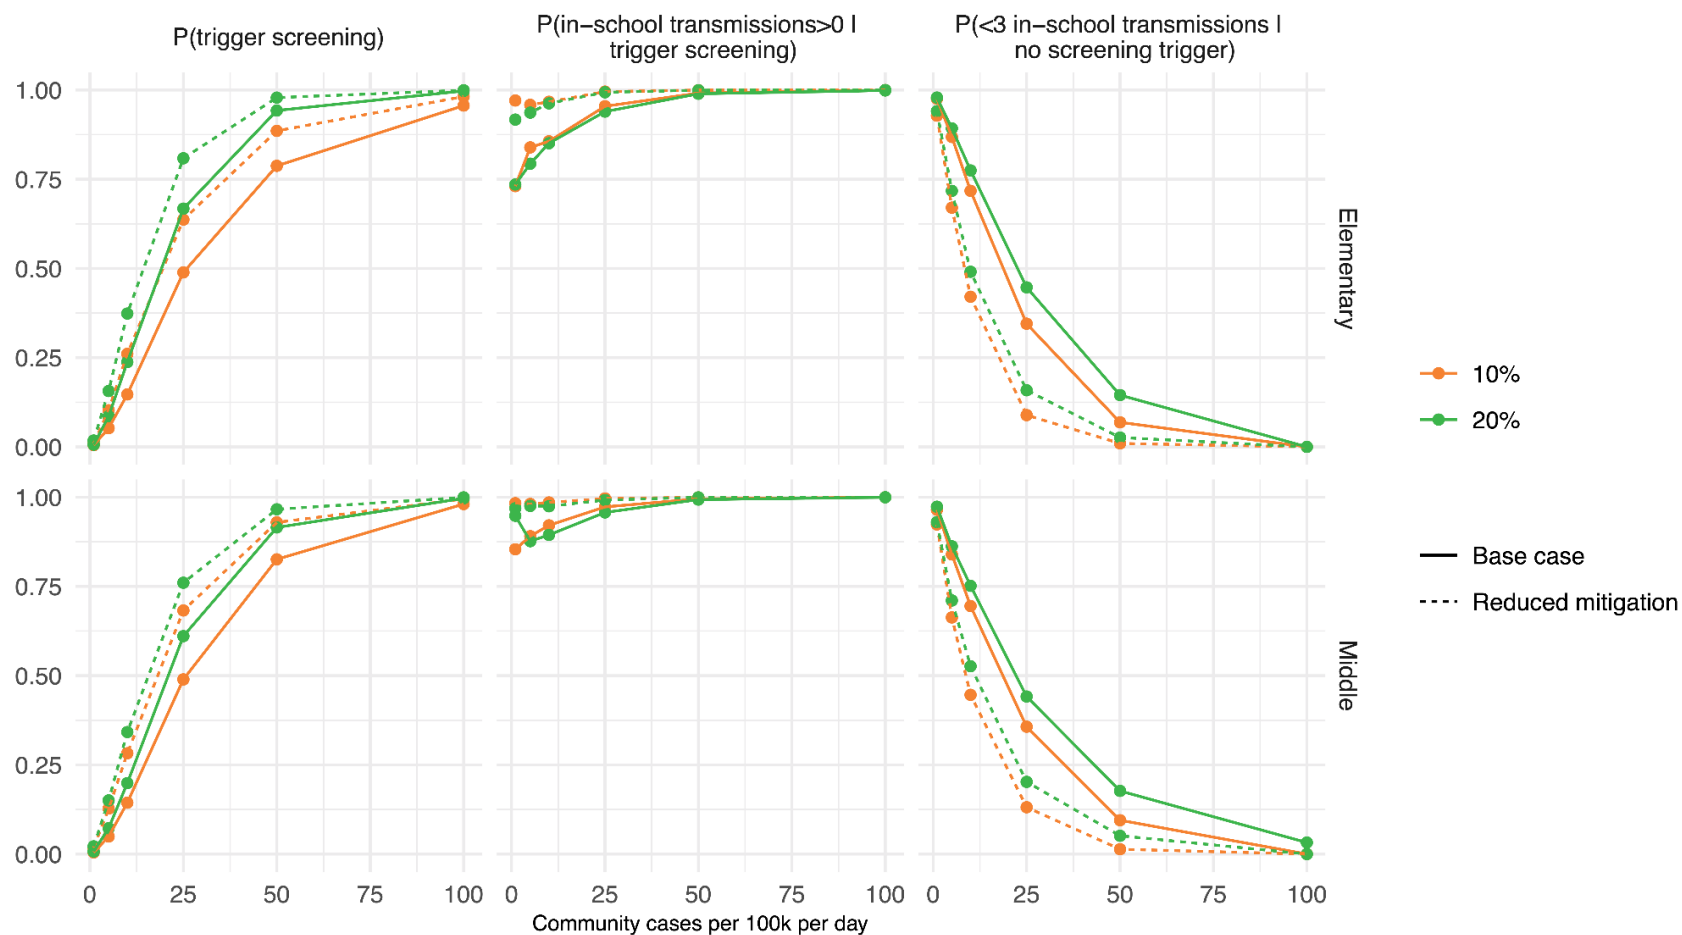 P(trigger screening)
P(in−school transmissions>0 |
trigger screening)
P(<3 in−school transmissions |
no screening trigger)
1.00
0.75
0.50
0.25
0.00
Elementary
1.00
0.75
0.50
0.25
0.00
Middle
0 25 50 75 100
0 25 50 75 100
0 25 50 75 100
Community cases per 100k per day
10%
20%
Base case
Reduced mitigation